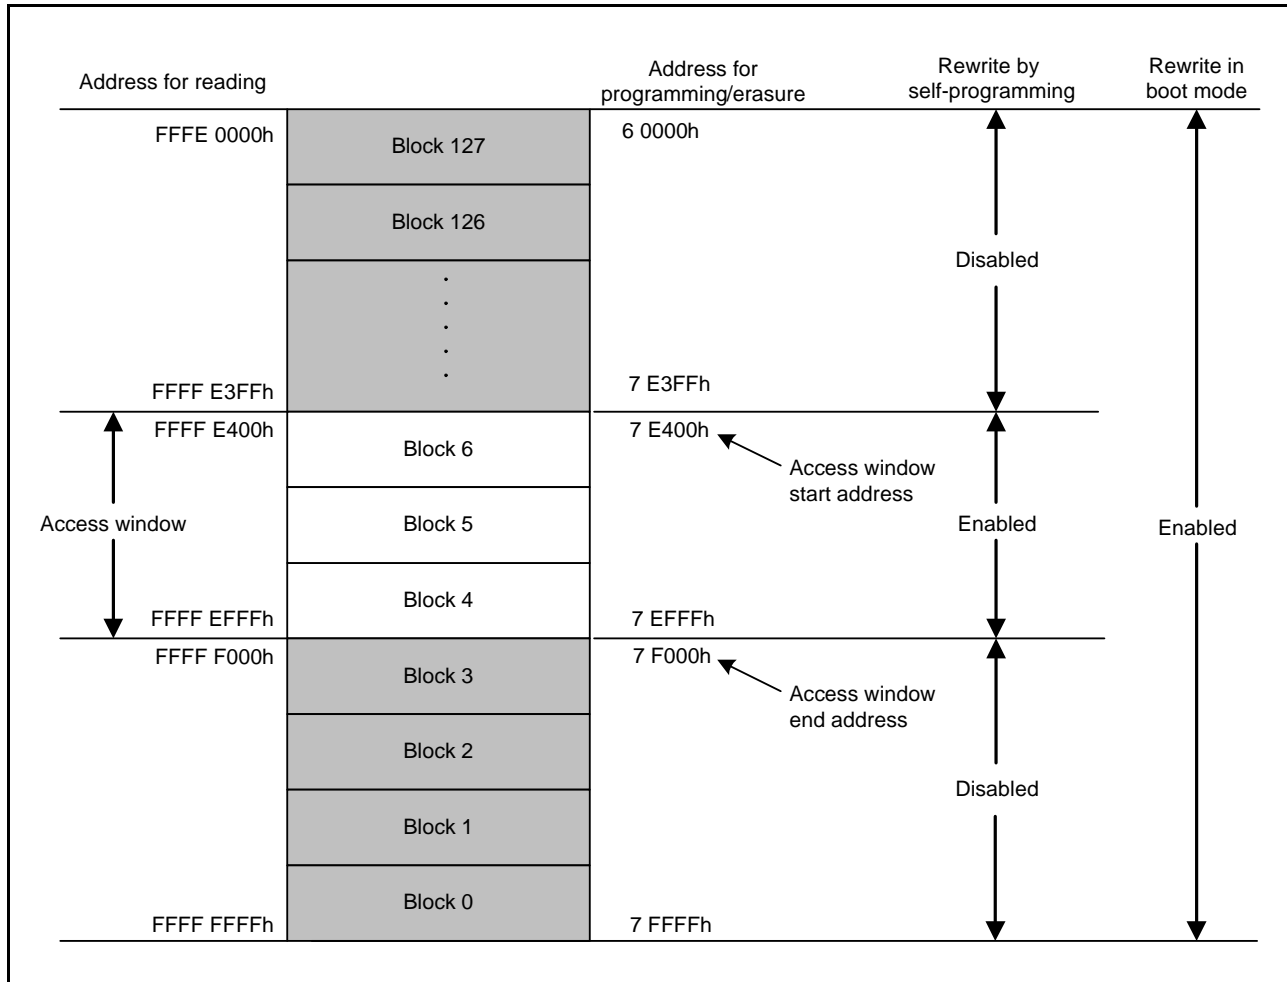 Address for reading
Address for
programming/erasure
Rewrite by
self-programming
Rewrite in
boot mode
FFFE 0000h
Block 127
6 0000h
Block 126
Disabled
FFFF E3FFh
7 E3FFh
FFFF E400h
Block 6
7 E400h
Access window
start address
Access window
Block 5
Enabled
Enabled
Block 4
FFFF EFFFh
7 EFFFh
FFFF F000h
Block 3
7 F000h
Access window
end address
Block 2
Disabled
Block 1
Block 0
FFFF FFFFh
7 FFFFh